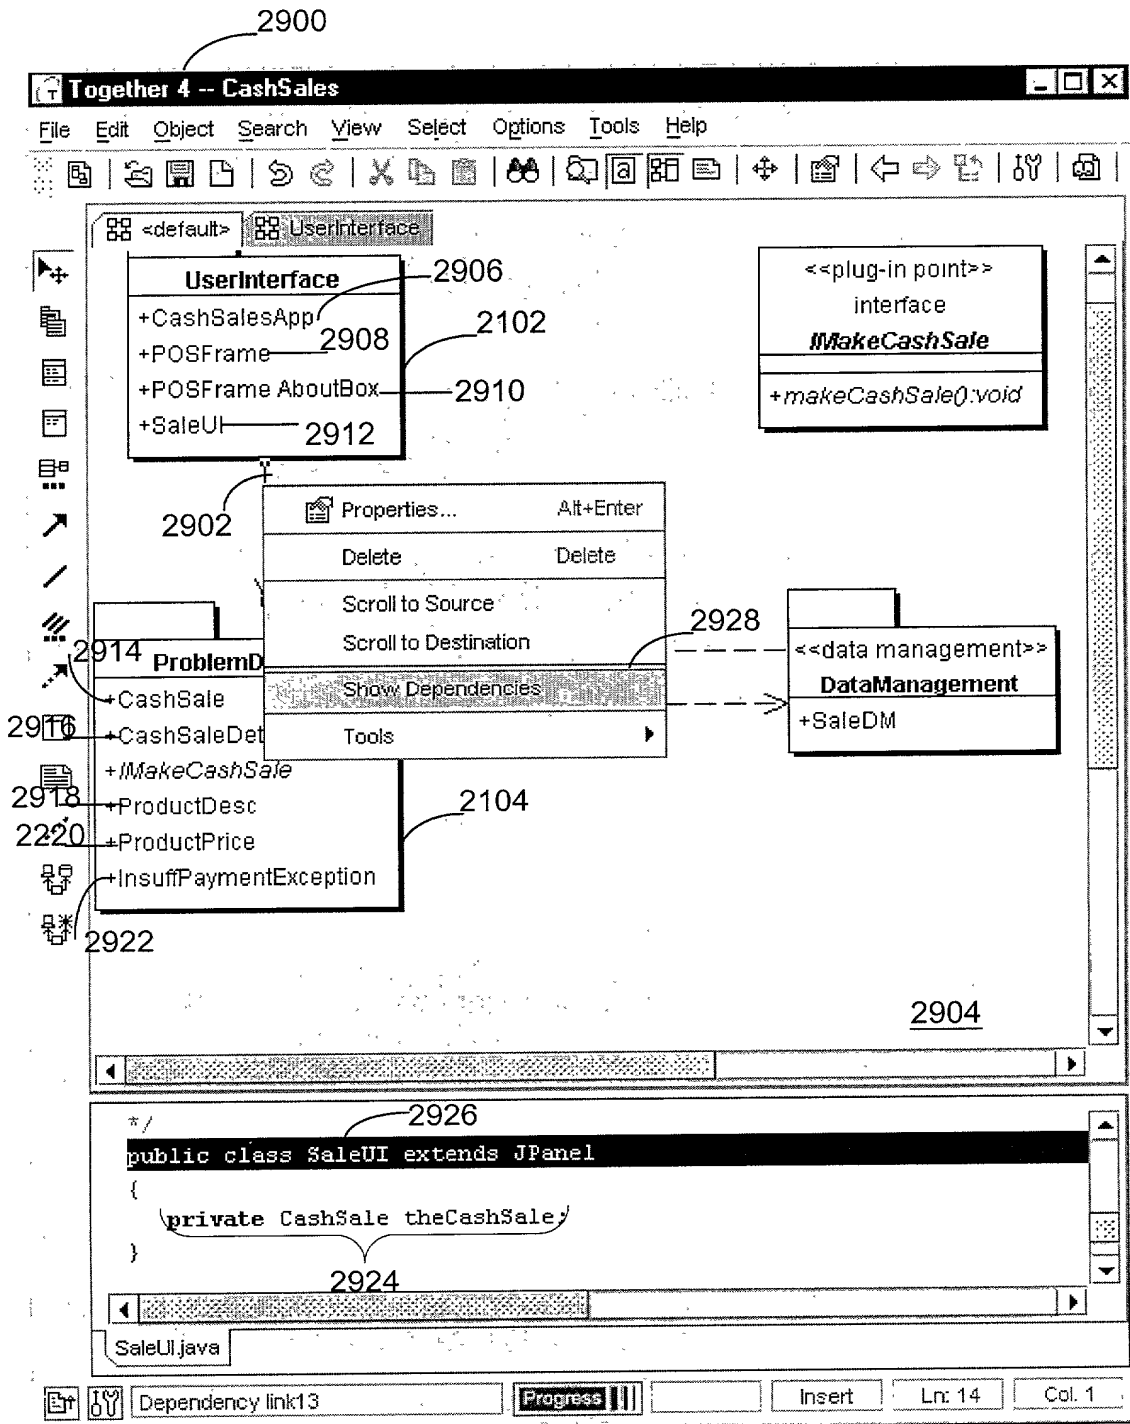 2900
Together 4 -- CashSales
File Edit Object Search View Select Options Tools Help
a
<default> UserInterface
UserInterface
2906
+CashSalesApp
2908
2102
+POSFrame
+POSFrame AboutBox
2910
+SaleUI
2912
<<plug-in point>>
interface
IMakeCashSale
+makeCashSale():void
2902
Properties... Alt+Enter
Delete Delete
Scroll to Source
Scroll to Destination
2928
Show Dependencies
Tools
<<data management>>
DataManagement
+SaleDM
2914
ProblemD
+CashSale
2916
+CashSaleDet
+IMakeCashSale
2918
+ProductDesc
2104
2220
+ProductPrice
+InsuffPaymentException
2922
2904
*/
2926
public class SaleUI extends JPanel
{
private CashSale theCashSale;
}
2924
SaleUI.java
Dependency link13 Progress Insert Ln: 14 Col. 1